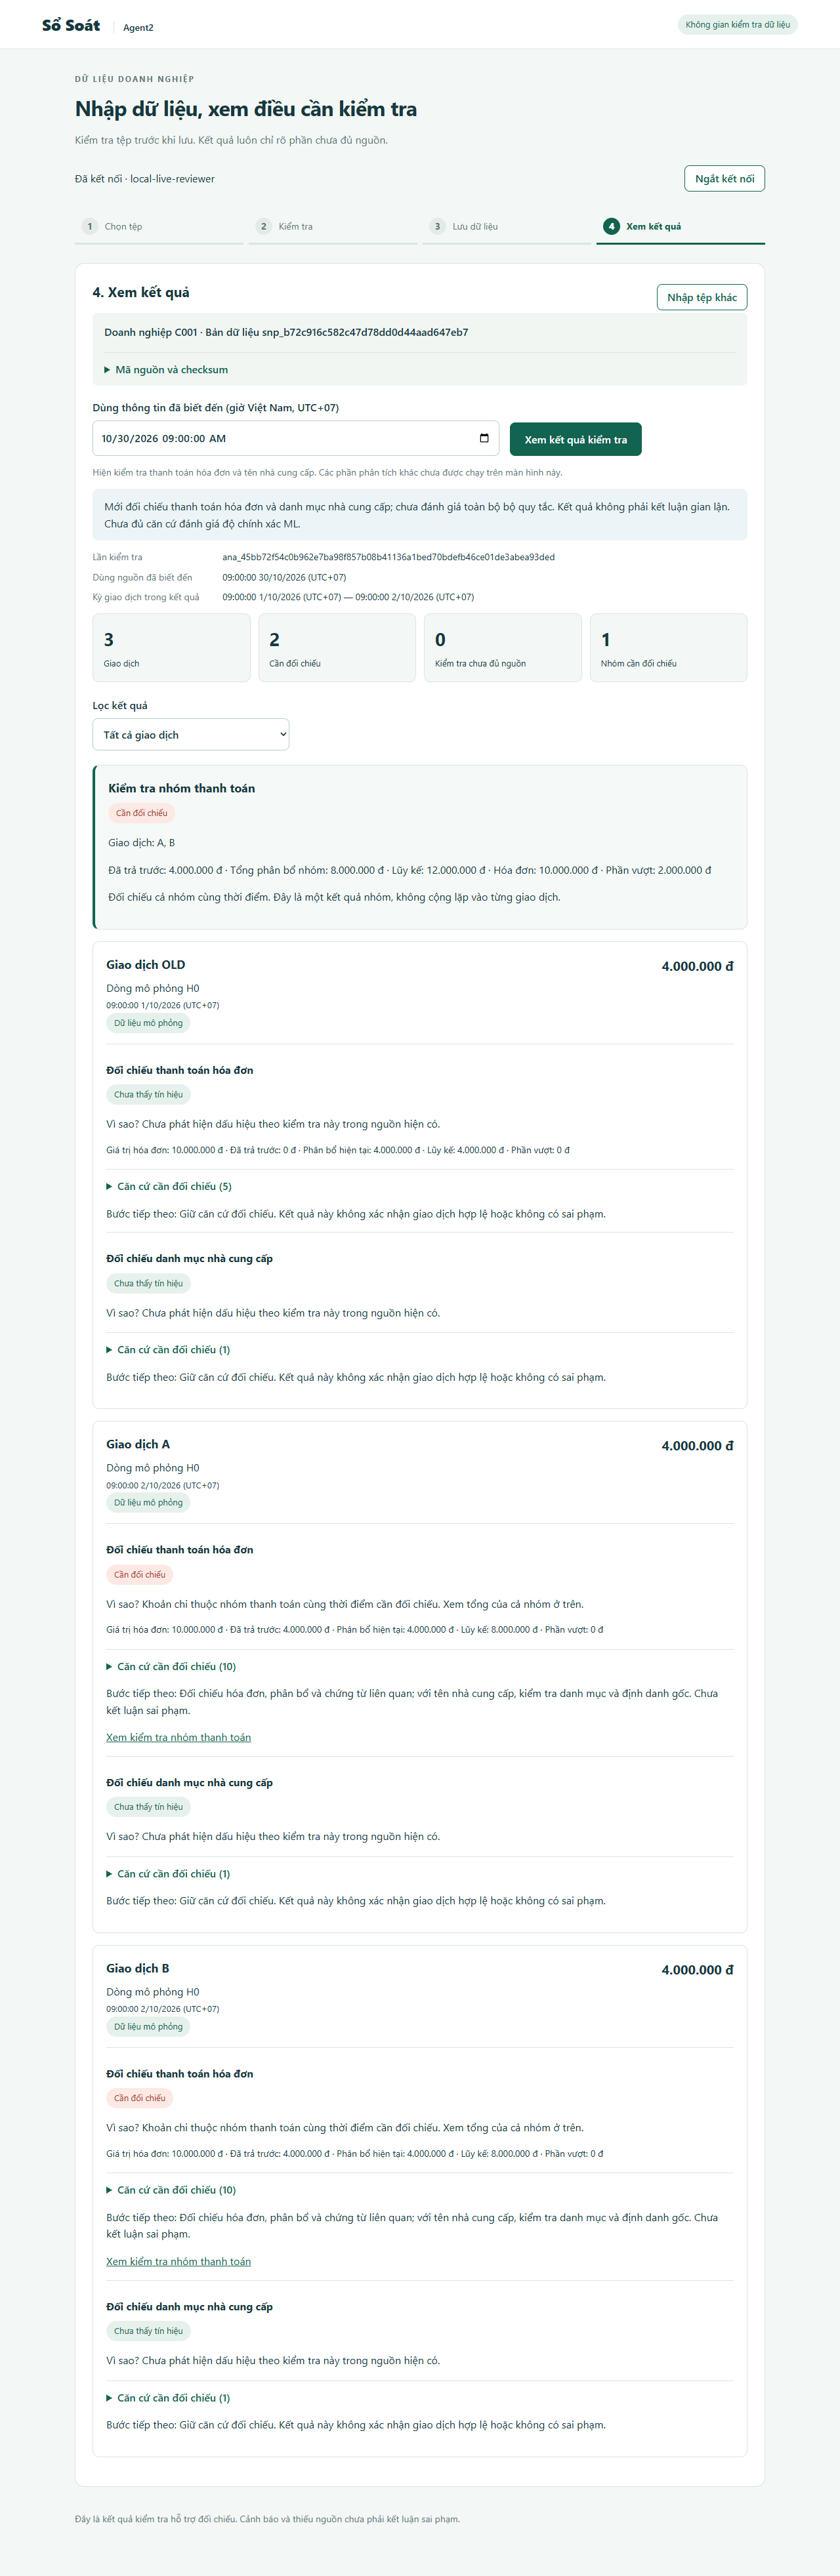 Sổ Soát
Agent2
Không gian kiểm tra dữ liệu
DỮ LIỆU DOANH NGHIỆP
Nhập dữ liệu, xem điều cần kiểm tra
Kiểm tra tệp trước khi lưu. Kết quả luôn chỉ rõ phần chưa đủ nguồn.
Đã kết nối · local-live-reviewer
Ngắt kết nối
1 Chọn tệp
2 Kiểm tra
3 Lưu dữ liệu
4 Xem kết quả
4. Xem kết quả
Nhập tệp khác
Doanh nghiệp C001 · Bản dữ liệu snp_b72c916c582c47d78dd0d44aad647eb7
Mã nguồn và checksum
Dùng thông tin đã biết đến (giờ Việt Nam, UTC+07)
10/30/2026 09:00:00 AM
Xem kết quả kiểm tra
Hiện kiểm tra thanh toán hóa đơn và tên nhà cung cấp. Các phần phân tích khác chưa được chạy trên màn hình này.
Mới đối chiếu thanh toán hóa đơn và danh mục nhà cung cấp; chưa đánh giá toàn bộ bộ quy tắc. Kết quả không phải kết luận gian lận.
Chưa đủ căn cứ đánh giá độ chính xác ML.
Lần kiểm tra ana_45bb72f54c0b962e7ba98f857b08b41136a1bed70bdefb46ce01de3abea93ded
Dùng nguồn đã biết đến 09:00:00 30/10/2026 (UTC+07)
Kỳ giao dịch trong kết quả 09:00:00 1/10/2026 (UTC+07) — 09:00:00 2/10/2026 (UTC+07)
3
Giao dịch
2
Cần đối chiếu
0
Kiểm tra chưa đủ nguồn
1
Nhóm cần đối chiếu
Lọc kết quả
Tất cả giao dịch
Kiểm tra nhóm thanh toán
Cần đối chiếu
Giao dịch: A, B
Đã trả trước: 4.000.000 đ · Tổng phân bổ nhóm: 8.000.000 đ · Lũy kế: 12.000.000 đ · Hóa đơn: 10.000.000 đ · Phần vượt: 2.000.000 đ
Đối chiếu cả nhóm cùng thời điểm. Đây là một kết quả nhóm, không cộng lặp vào từng giao dịch.
Giao dịch OLD
4.000.000 đ
Dòng mô phỏng H0
09:00:00 1/10/2026 (UTC+07)
Dữ liệu mô phỏng
Đối chiếu thanh toán hóa đơn
Chưa thấy tín hiệu
Vì sao? Chưa phát hiện dấu hiệu theo kiểm tra này trong nguồn hiện có.
Giá trị hóa đơn: 10.000.000 đ · Đã trả trước: 0 đ · Phân bổ hiện tại: 4.000.000 đ · Lũy kế: 4.000.000 đ · Phần vượt: 0 đ
Căn cứ cần đối chiếu (5)
Bước tiếp theo: Giữ căn cứ đối chiếu. Kết quả này không xác nhận giao dịch hợp lệ hoặc không có sai phạm.
Đối chiếu danh mục nhà cung cấp
Chưa thấy tín hiệu
Vì sao? Chưa phát hiện dấu hiệu theo kiểm tra này trong nguồn hiện có.
Căn cứ cần đối chiếu (1)
Bước tiếp theo: Giữ căn cứ đối chiếu. Kết quả này không xác nhận giao dịch hợp lệ hoặc không có sai phạm.
Giao dịch A
4.000.000 đ
Dòng mô phỏng H0
09:00:00 2/10/2026 (UTC+07)
Dữ liệu mô phỏng
Đối chiếu thanh toán hóa đơn
Cần đối chiếu
Vì sao? Khoản chi thuộc nhóm thanh toán cùng thời điểm cần đối chiếu. Xem tổng của cả nhóm ở trên.
Giá trị hóa đơn: 10.000.000 đ · Đã trả trước: 4.000.000 đ · Phân bổ hiện tại: 4.000.000 đ · Lũy kế: 8.000.000 đ · Phần vượt: 0 đ
Căn cứ cần đối chiếu (10)
Bước tiếp theo: Đối chiếu hóa đơn, phân bổ và chứng từ liên quan; với tên nhà cung cấp, kiểm tra danh mục và định danh gốc. Chưa
kết luận sai phạm.
Xem kiểm tra nhóm thanh toán
Đối chiếu danh mục nhà cung cấp
Chưa thấy tín hiệu
Vì sao? Chưa phát hiện dấu hiệu theo kiểm tra này trong nguồn hiện có.
Căn cứ cần đối chiếu (1)
Bước tiếp theo: Giữ căn cứ đối chiếu. Kết quả này không xác nhận giao dịch hợp lệ hoặc không có sai phạm.
Giao dịch B
4.000.000 đ
Dòng mô phỏng H0
09:00:00 2/10/2026 (UTC+07)
Dữ liệu mô phỏng
Đối chiếu thanh toán hóa đơn
Cần đối chiếu
Vì sao? Khoản chi thuộc nhóm thanh toán cùng thời điểm cần đối chiếu. Xem tổng của cả nhóm ở trên.
Giá trị hóa đơn: 10.000.000 đ · Đã trả trước: 4.000.000 đ · Phân bổ hiện tại: 4.000.000 đ · Lũy kế: 8.000.000 đ · Phần vượt: 0 đ
Căn cứ cần đối chiếu (10)
Bước tiếp theo: Đối chiếu hóa đơn, phân bổ và chứng từ liên quan; với tên nhà cung cấp, kiểm tra danh mục và định danh gốc. Chưa
kết luận sai phạm.
Xem kiểm tra nhóm thanh toán
Đối chiếu danh mục nhà cung cấp
Chưa thấy tín hiệu
Vì sao? Chưa phát hiện dấu hiệu theo kiểm tra này trong nguồn hiện có.
Căn cứ cần đối chiếu (1)
Bước tiếp theo: Giữ căn cứ đối chiếu. Kết quả này không xác nhận giao dịch hợp lệ hoặc không có sai phạm.
Đây là kết quả kiểm tra hỗ trợ đối chiếu. Cảnh báo và thiếu nguồn chưa phải kết luận sai phạm.